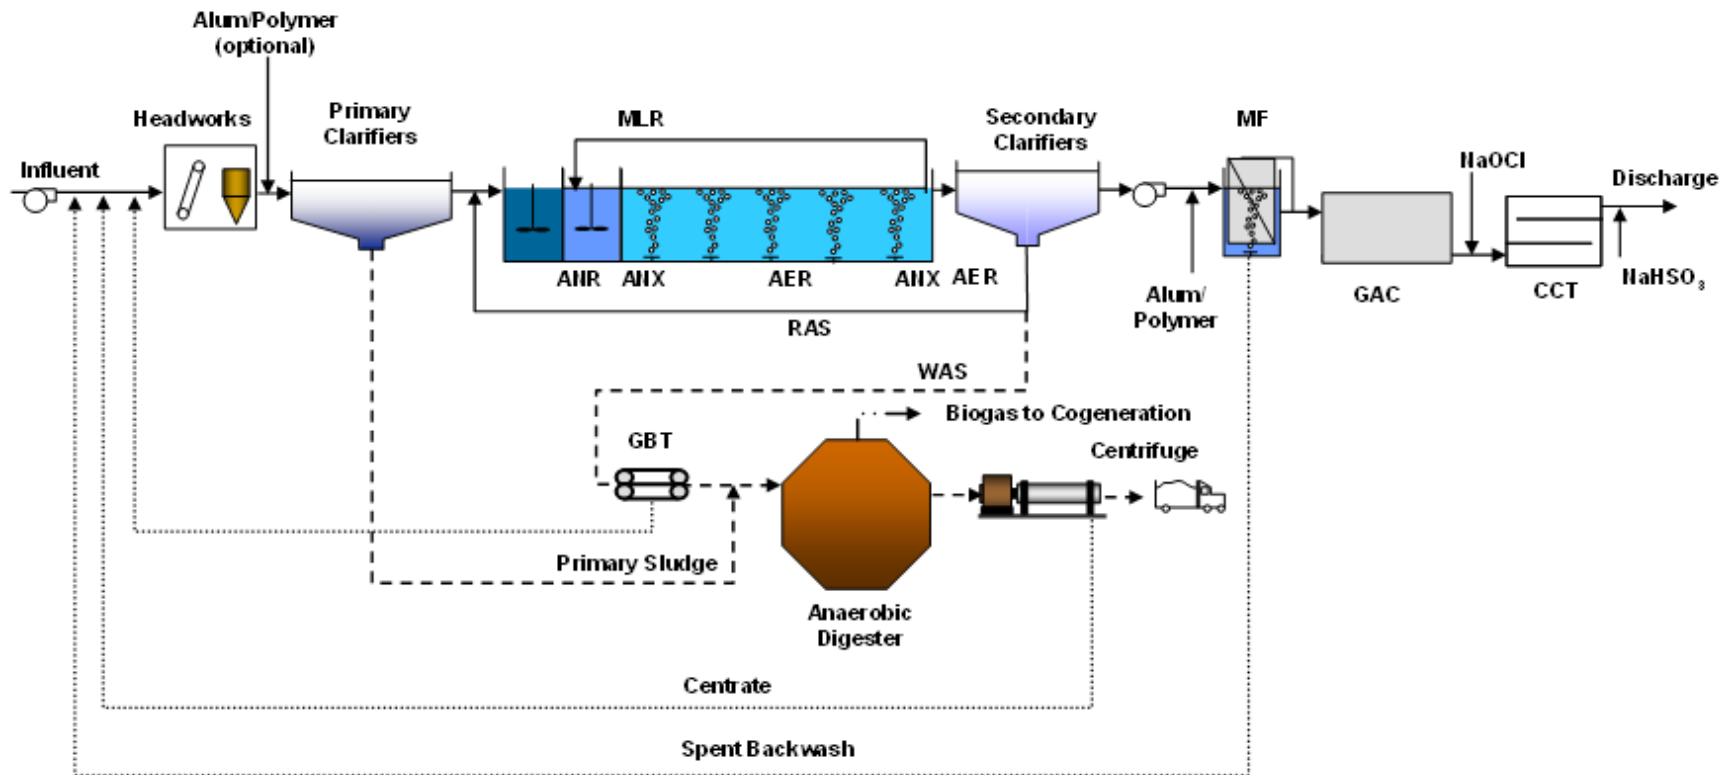 Alum/Polymer
(optional)
Headworks
Primary
Clarifiers
MLR
Secondary
Clarifiers
MF
NaOCl
Influent
Discharge
ANR
ANX
AER
ANX
AER
Alum/
Polymer
GAC
CCT
NaHSO₃
RAS
WAS
Biogas to Cogeneration
GBT
Centrifuge
Primary Sludge
Anaerobic
Digester
Centrate
Spent Backwash